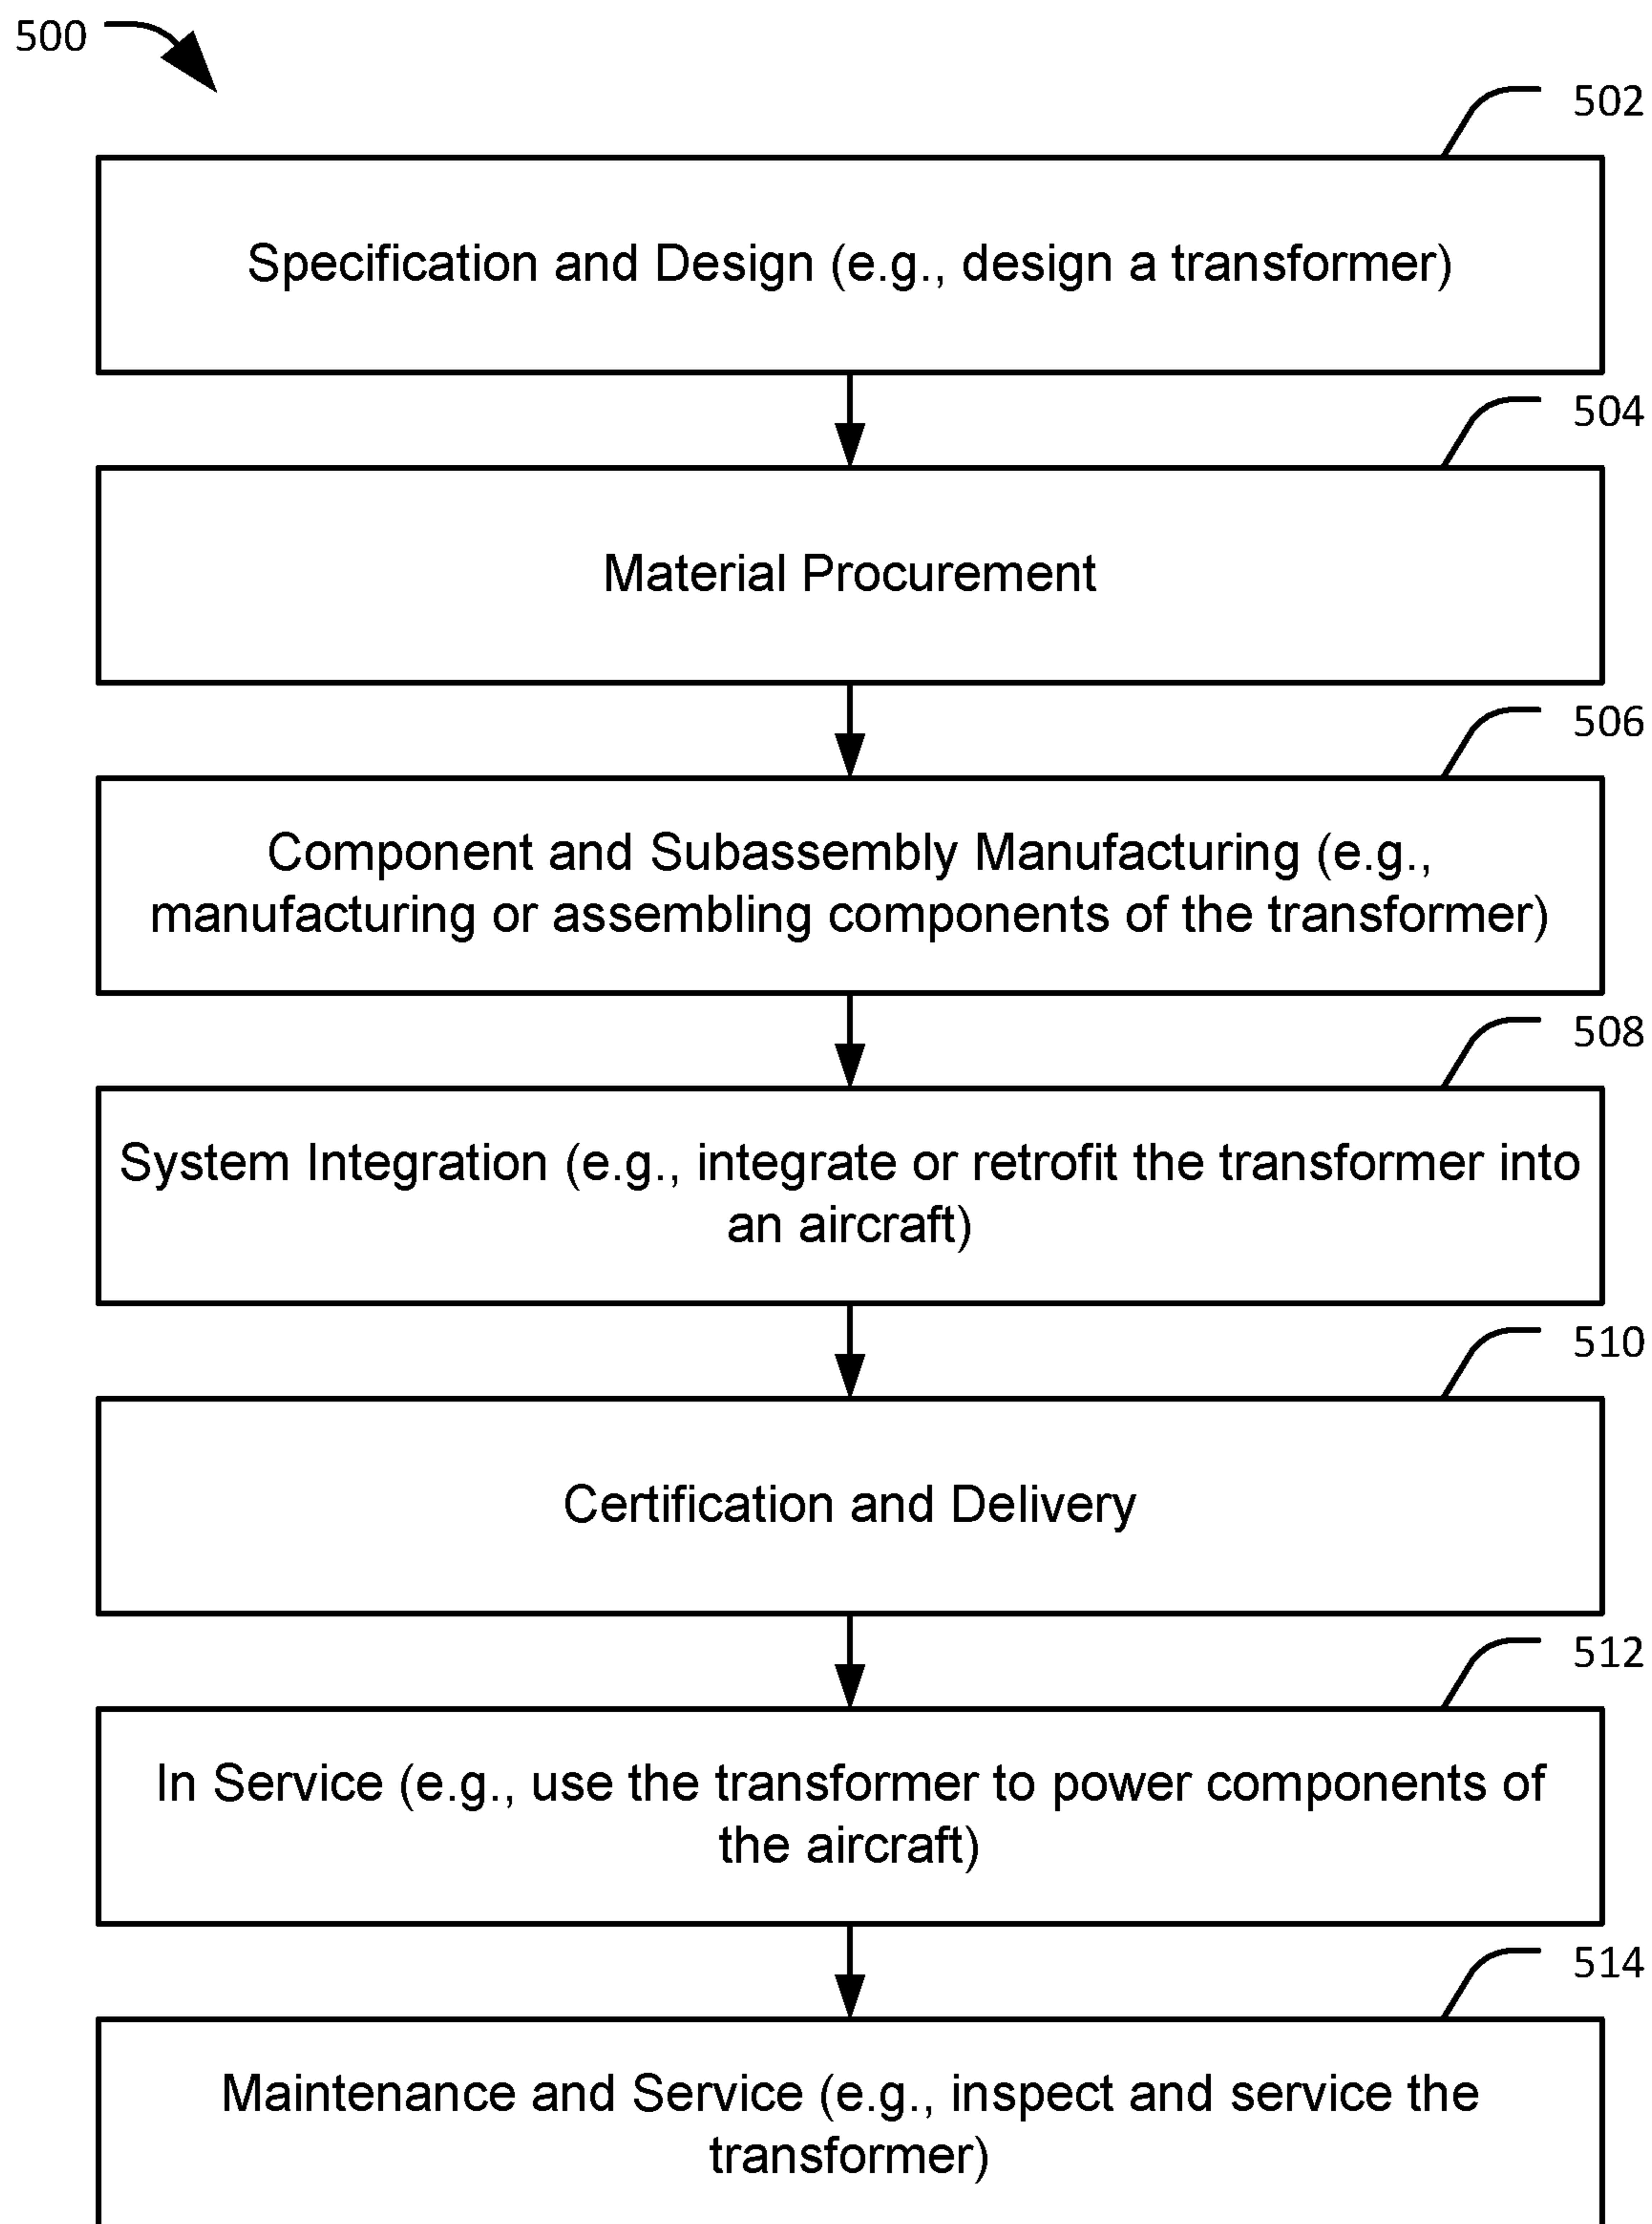 500
502
Specification and Design (e.g., design a transformer)
504
Material Procurement
506
Component and Subassembly Manufacturing (e.g.,
manufacturing or assembling components of the transformer)
508
System Integration (e.g., integrate or retrofit the transformer into
an aircraft)
510
Certification and Delivery
512
In Service (e.g., use the transformer to power components of
the aircraft)
514
Maintenance and Service (e.g., inspect and service the
transformer)